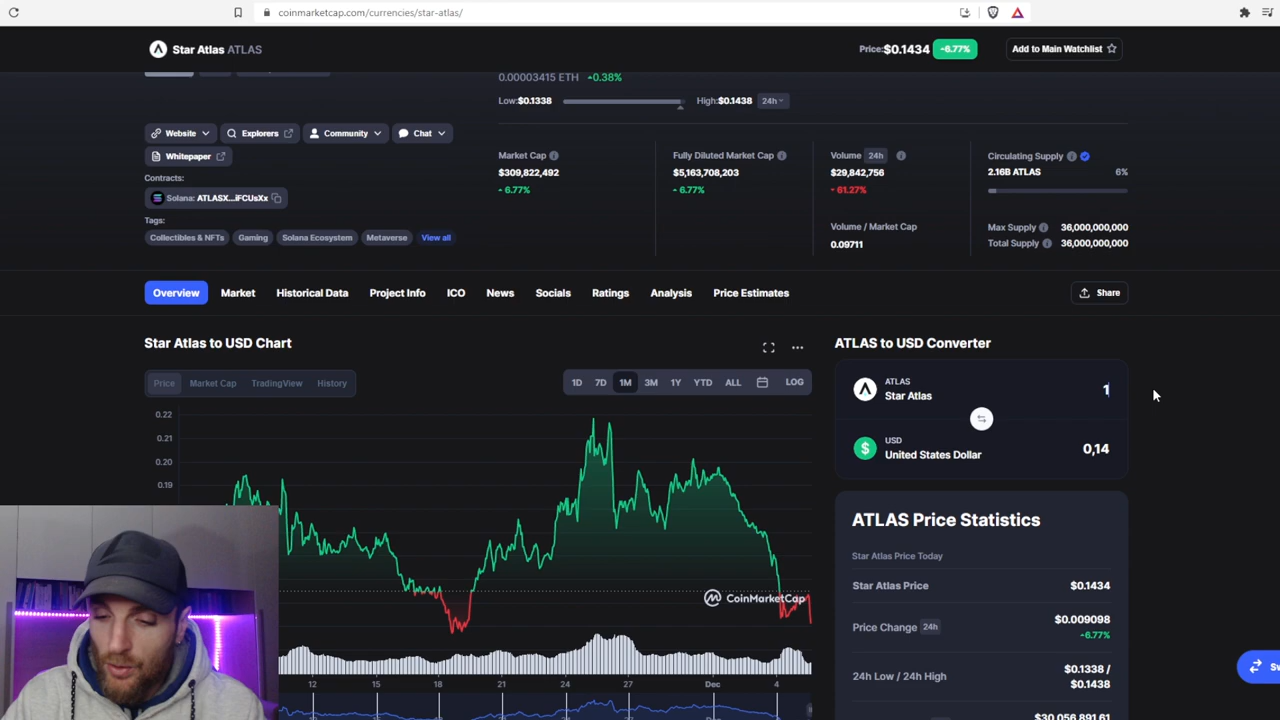 coinmarketcap.com/currencies/star-atlas/
Star Atlas ATLAS
Price: $0.1434 6.77%
Add to Main Watchlist
0.00003415 ETH 0.38%
Low: $0.1338 High: $0.1438 24h
Website Explorers Community Chat
Whitepaper
Contracts:
Solana: ATLASX...iFCUsXx
Tags:
Collectibles & NFTs Gaming Solana Ecosystem Metaverse View all
Market Cap
$309,822,492
6.77%
Fully Diluted Market Cap
$5,163,708,203
6.77%
Volume 24h
$29,842,756
61.27%
Volume / Market Cap
0.09711
Circulating Supply
2.16B ATLAS 6%
Max Supply 36,000,000,000
Total Supply 36,000,000,000
Overview Market Historical Data Project Info ICO News Socials Ratings Analysis Price Estimates
Share
Star Atlas to USD Chart
Price Market Cap TradingView History
1D 7D 1M 3M 1Y YTD ALL LOG
0.22
0.21
0.20
0.19
CoinMarketCap
12 15 18 21 24 27 Dec 4
ATLAS to USD Converter
ATLAS
Star Atlas 1
USD
United States Dollar 0,14
ATLAS Price Statistics
Star Atlas Price Today
Star Atlas Price $0.1434
Price Change 24h $0.009098
6.77%
24h Low / 24h High $0.1338 /
$0.1438
$30,056,891.61
Sw